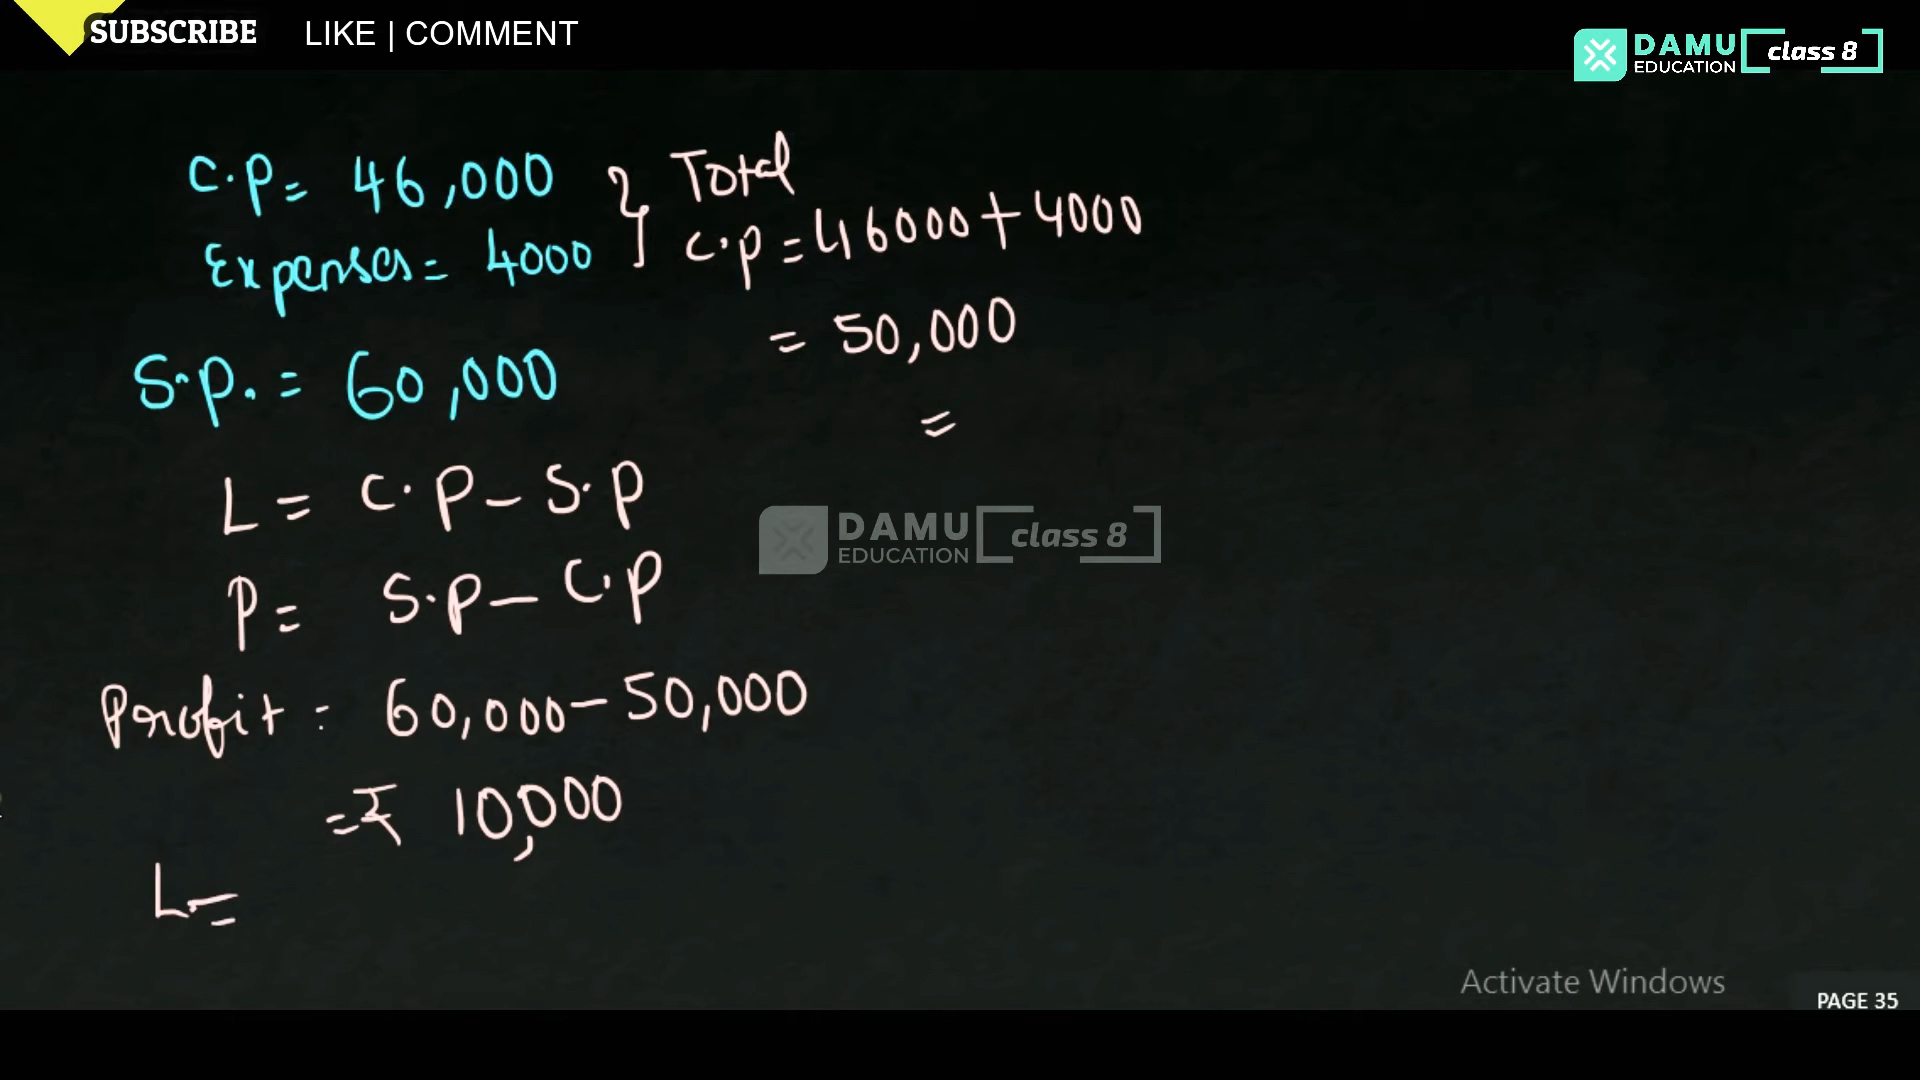 SUBSCRIBE LIKE | COMMENT
DAMU
EDUCATION
class 8
C.P = 46,000
Expenses = 4000
Total
C.P = 46000 + 4000
= 50,000
=
S.P. = 60,000
L = C.P - S.P
P = S.P - C.P
Profit = 60,000 - 50,000
= ₹ 10,000
L =
DAMU
EDUCATION
class 8
Activate Windows
PAGE 35